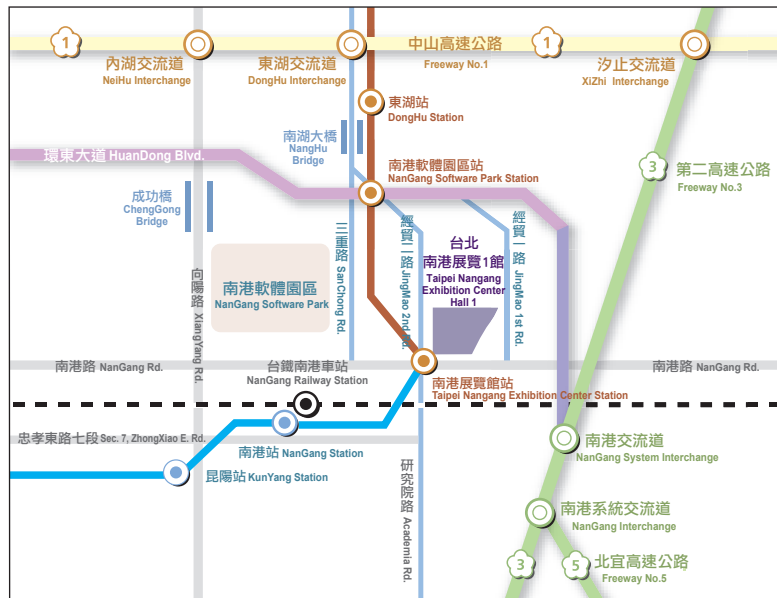 1
中山高速公路
1
內湖交流道
NeiHu Interchange
東湖交流道
DongHu Interchange
Freeway No.1
汐止交流道
XiZhi Interchange
東湖站
DongHu Station
南湖大橋
NangHu
Bridge
環東大道 HuanDong Blvd.
南港軟體園區站
NanGang Software Park Station
3
第二高速公路
Freeway No.3
成功橋
ChengGong
Bridge
三重路 SanChong Rd.
經貿二路 JingMao 2nd Rd.
經貿一路 JingMao 1st Rd.
台北
南港展覽1館
Taipei Nangang
Exhibition Center
Hall 1
向陽路 XiangYang Rd.
南港軟體園區
NanGang Software Park
南港路 NanGang Rd.
台鐵南港車站
NanGang Railway Station
南港路 NanGang Rd.
南港展覽館站
Taipei Nangang Exhibition Center Station
忠孝東路七段 Sec. 7, ZhongXiao E. Rd.
南港站 NanGang Station
昆陽站 KunYang Station
研究院路 Academia Rd.
南港交流道
NanGang System Interchange
南港系統交流道
NanGang Interchange
3
5
北宜高速公路
Freeway No.5